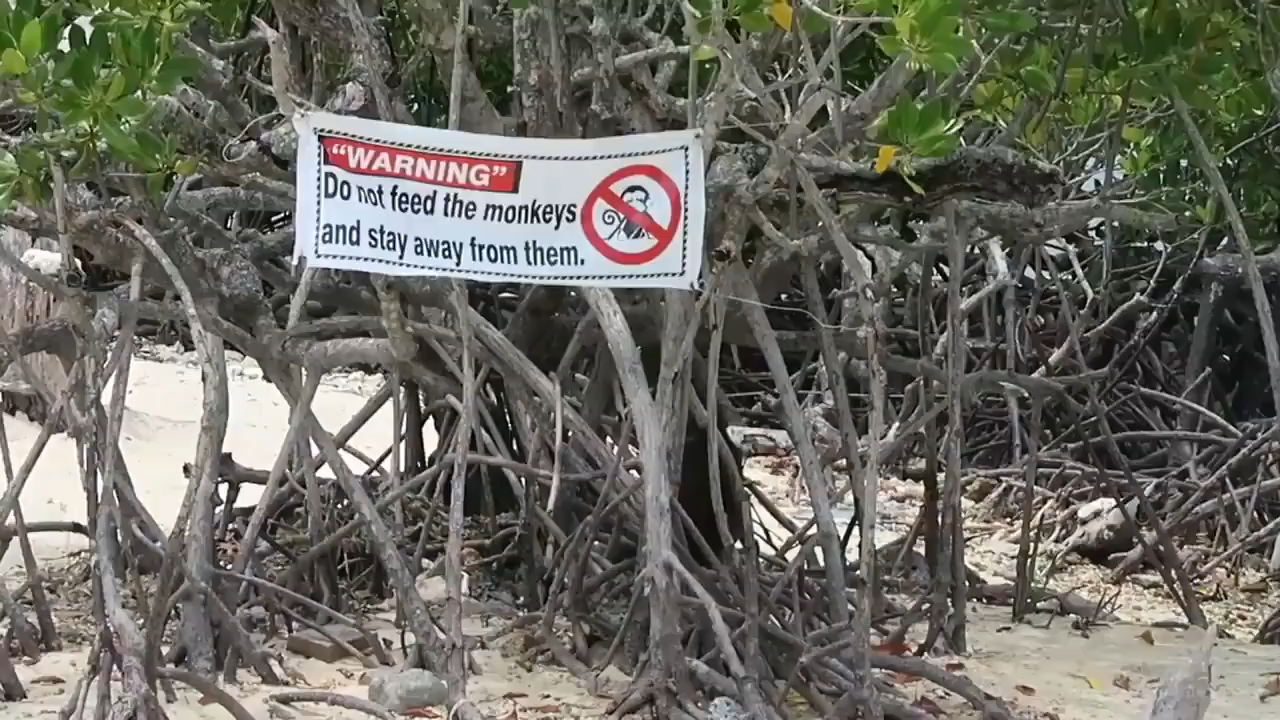 “WARNING”
Do not feed the monkeys
and stay away from them.